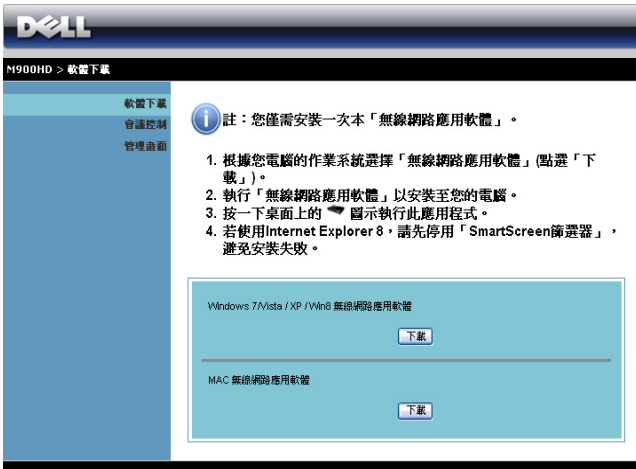 DELL
M900HD > 軟體下載
軟體下載
會議控制
管理畫面
註：您僅需安裝一次本「無線網路應用軟體」。
1. 根據您電腦的作業系統選擇「無線網路應用軟體」(點選「下
載」)。
2. 執行「無線網路應用軟體」以安裝至您的電腦。
3. 按一下桌面上的 圖示執行此應用程式。
4. 若使用Internet Explorer 8，請先停用「SmartScreen篩選器」，
避免安裝失敗。
Windows 7/Vista / XP / Win8 無線網路應用軟體
下載
MAC 無線網路應用軟體
下載